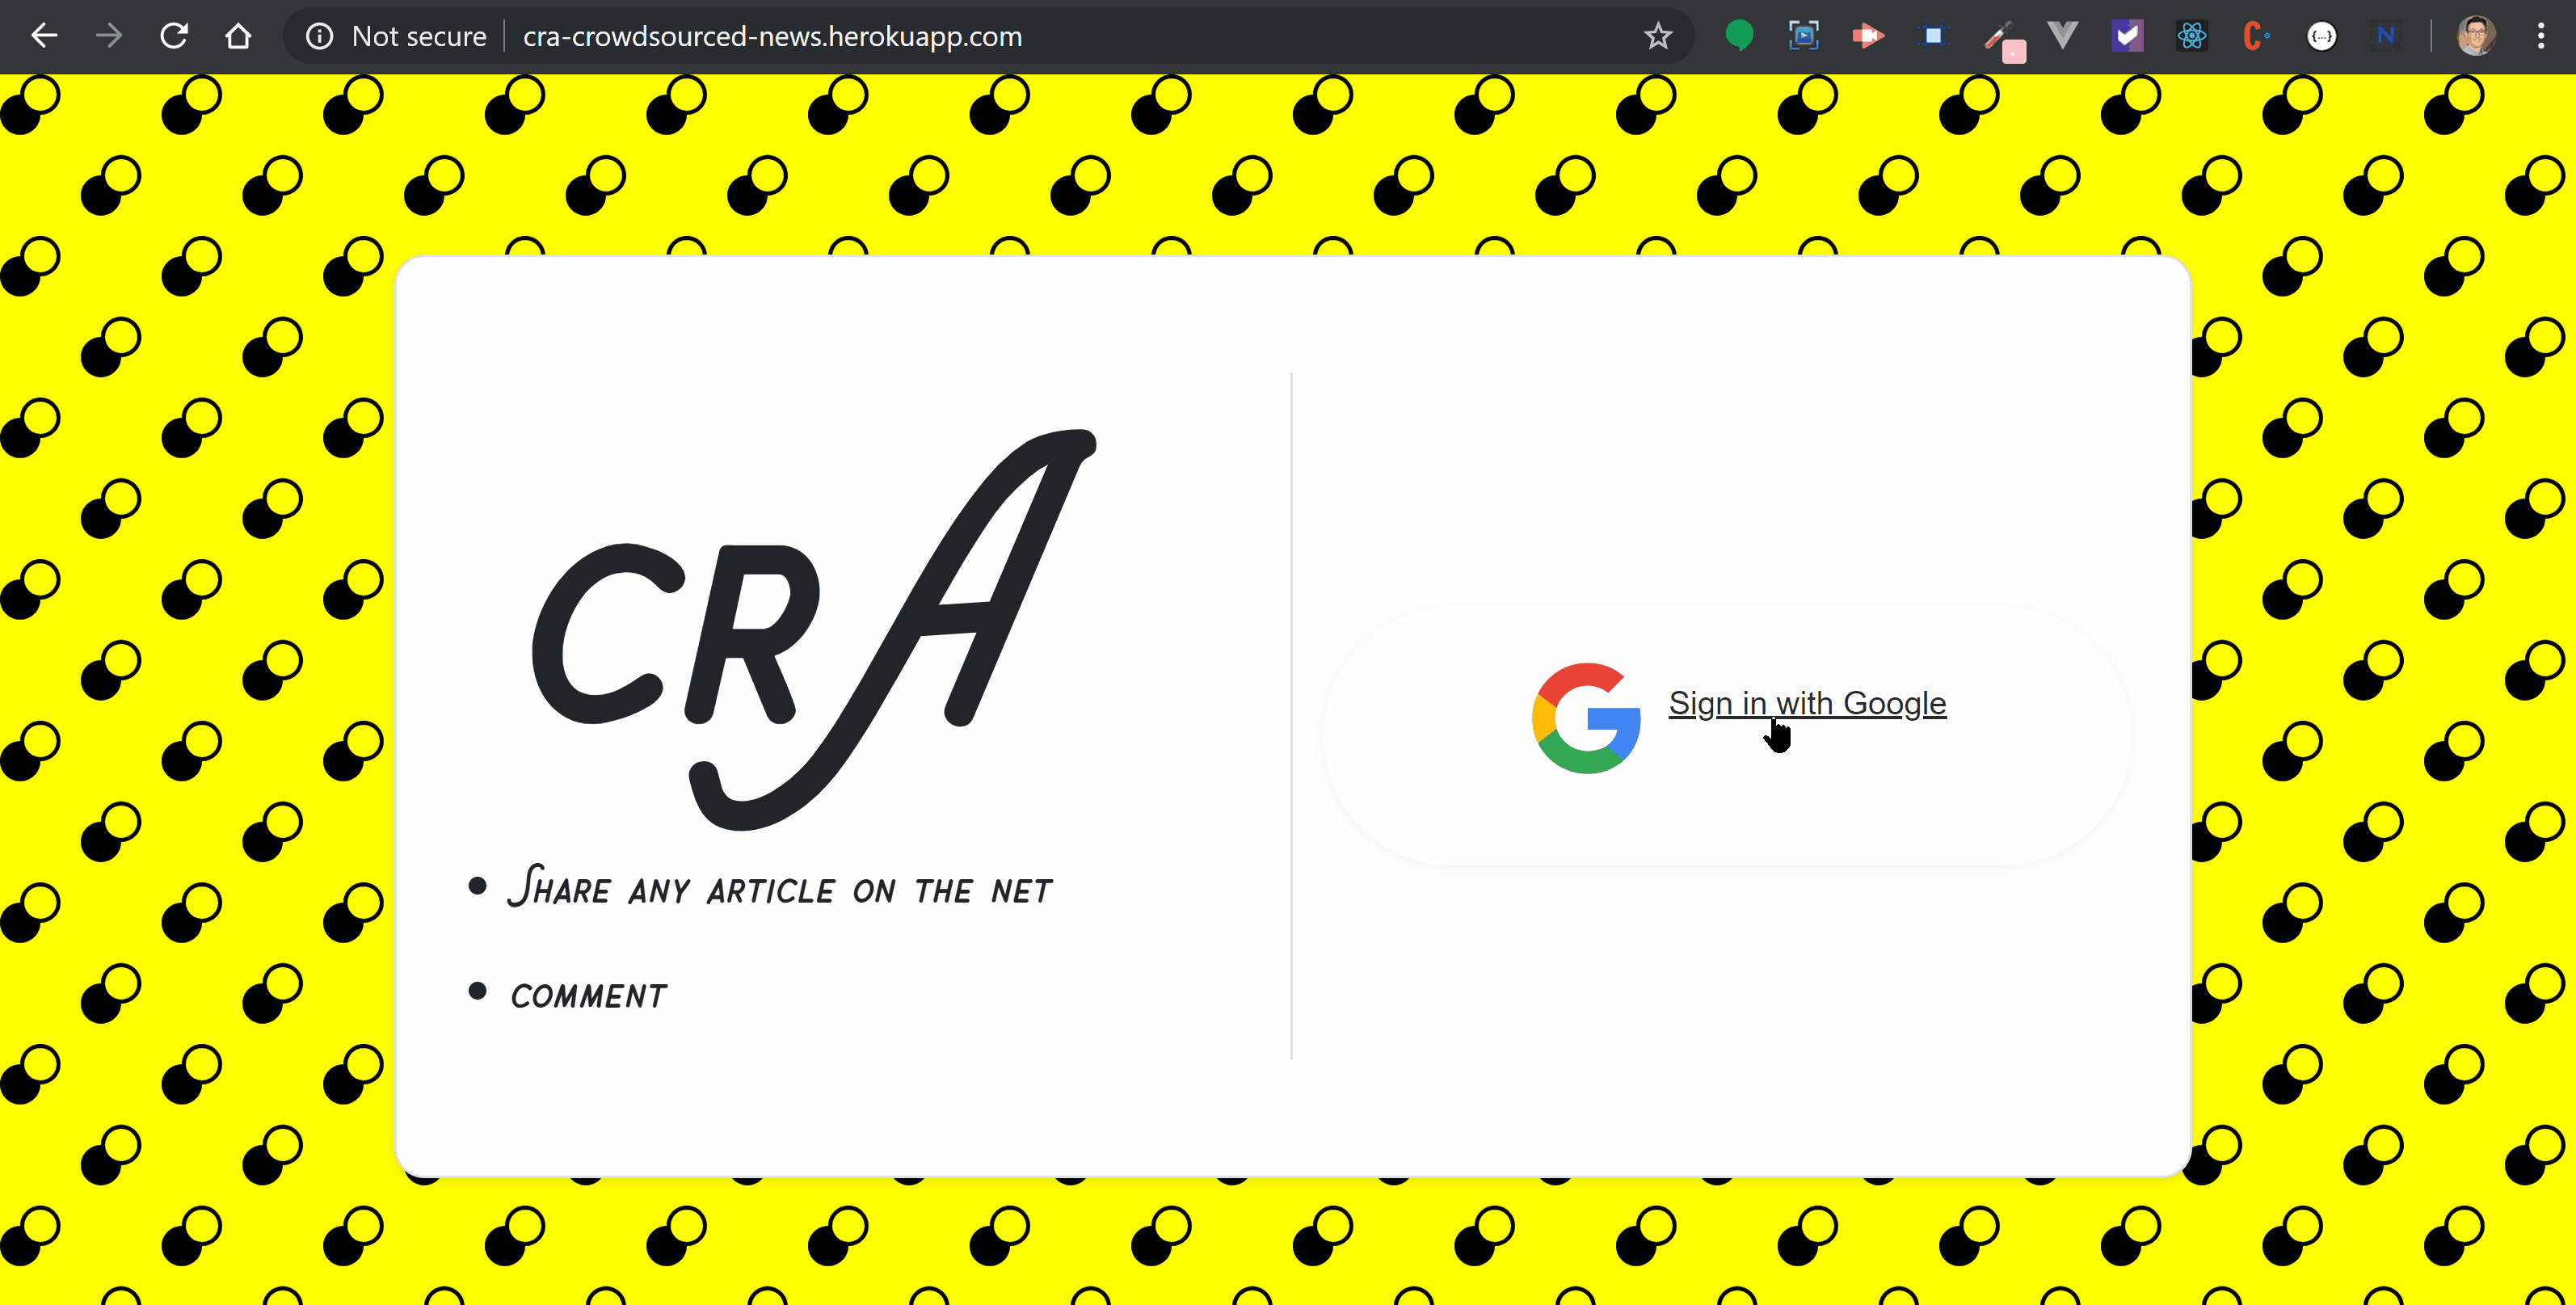 Not secure cra-crowdsourced-news.herokuapp.com
CRA
Share any article on the net
comment
Sign in with Google